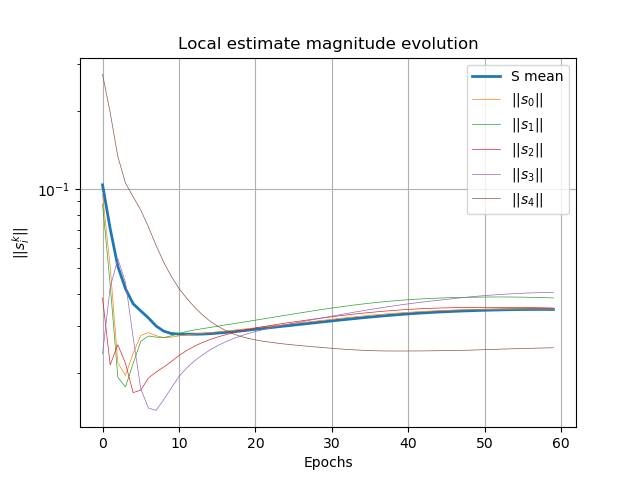 Local estimate magnitude evolution
S mean
||s₀||
||s₁||
||s₂||
||s₃||
||s₄||
10⁻¹
||sᵢᵏ||
0 10 20 30 40 50 60
Epochs